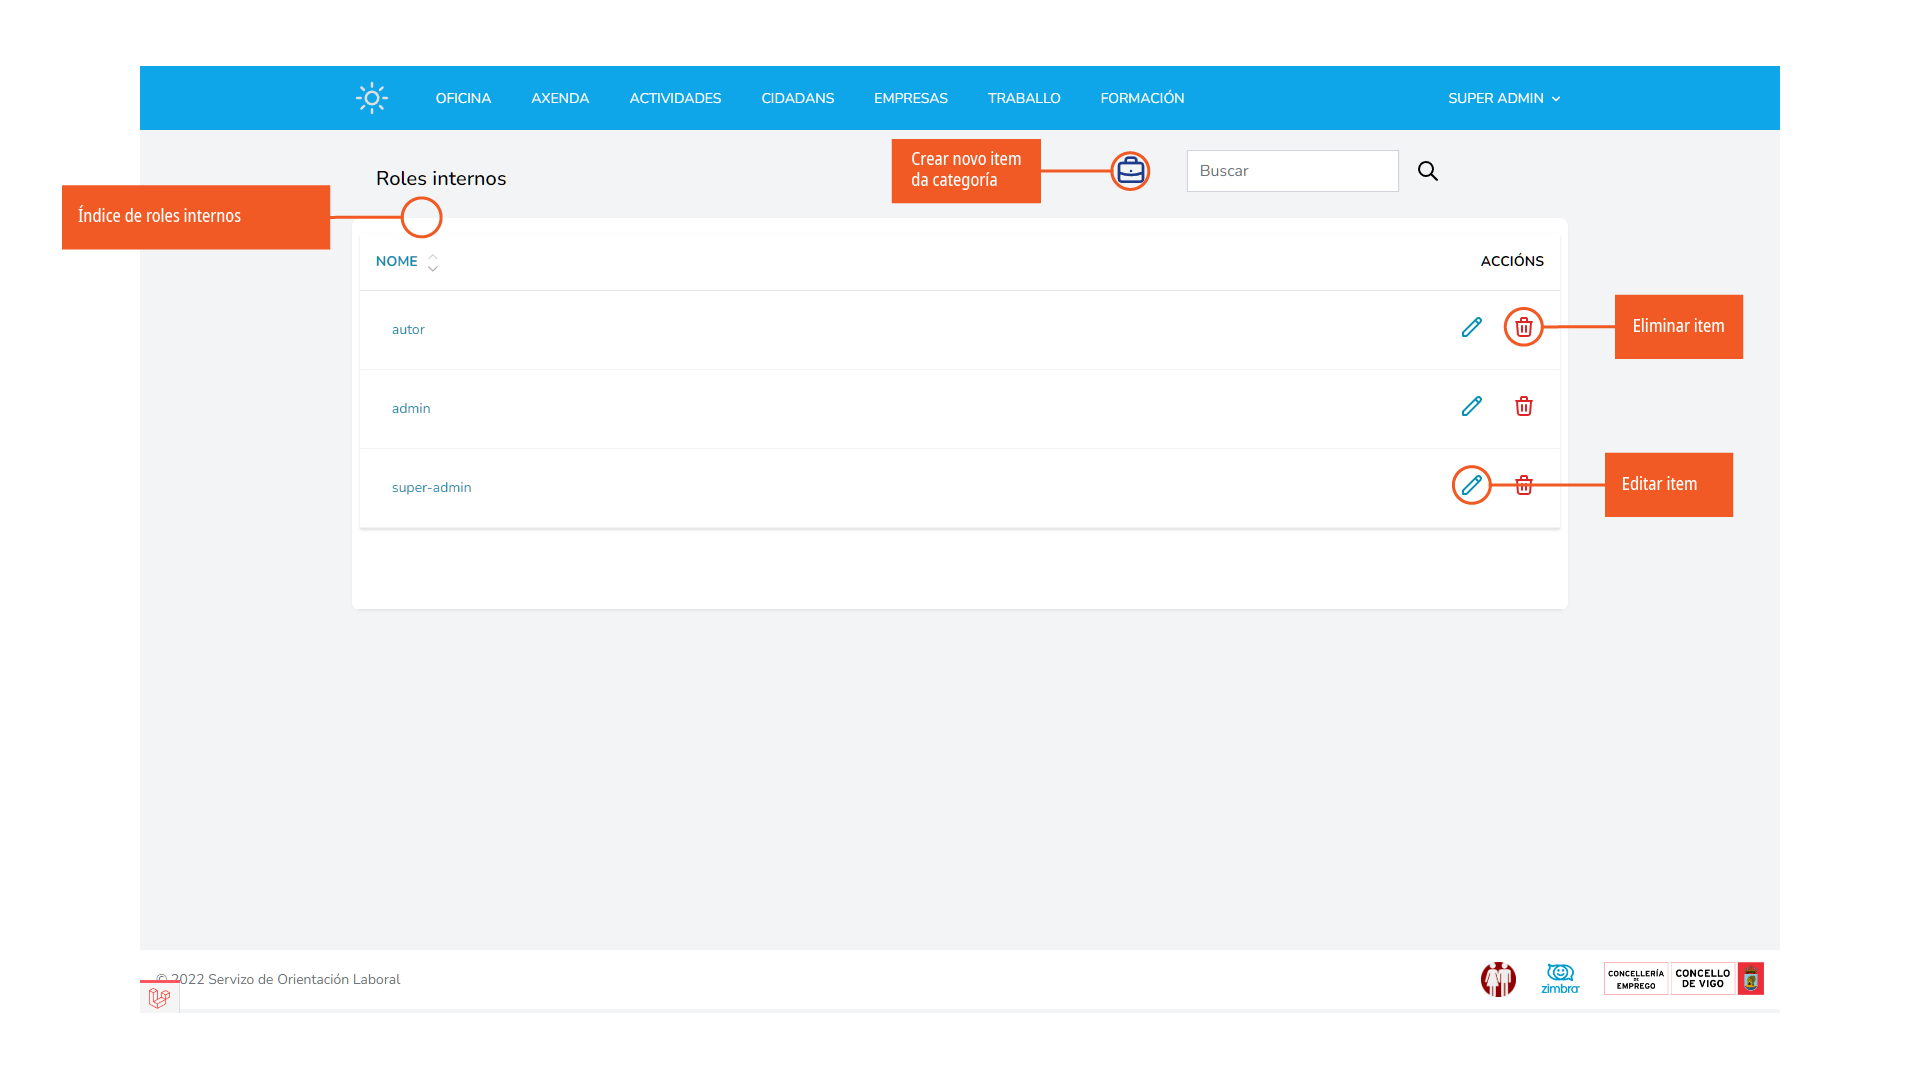 OFICINA AXENDA ACTIVIDADES CIDADANS EMPRESAS TRABALLO FORMACIÓN SUPER ADMIN
Crear novo item
da categoría
Buscar
Roles internos
Índice de roles internos
NOME ACCIÓNS
autor
Eliminar item
admin
super-admin
Editar item
© 2022 Servizo de Orientación Laboral
zimbra
CONCELLERÍA
DE
EMPREGO
CONCELLO
DE VIGO